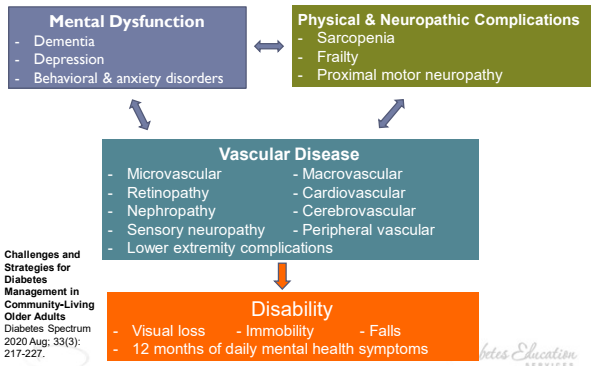 Mental Dysfunction
- Dementia
- Depression
- Behavioral & anxiety disorders
Physical & Neuropathic Complications
- Sarcopenia
- Frailty
- Proximal motor neuropathy
Vascular Disease
- Microvascular - Macrovascular
- Retinopathy - Cardiovascular
- Nephropathy - Cerebrovascular
- Sensory neuropathy - Peripheral vascular
- Lower extremity complications
Challenges and
Strategies for
Diabetes
Management in
Community-Living
Older Adults
Diabetes Spectrum
2020 Aug; 33(3):
217-227.
Disability
- Visual loss - Immobility - Falls
- 12 months of daily mental health symptoms
Education
SERVICES